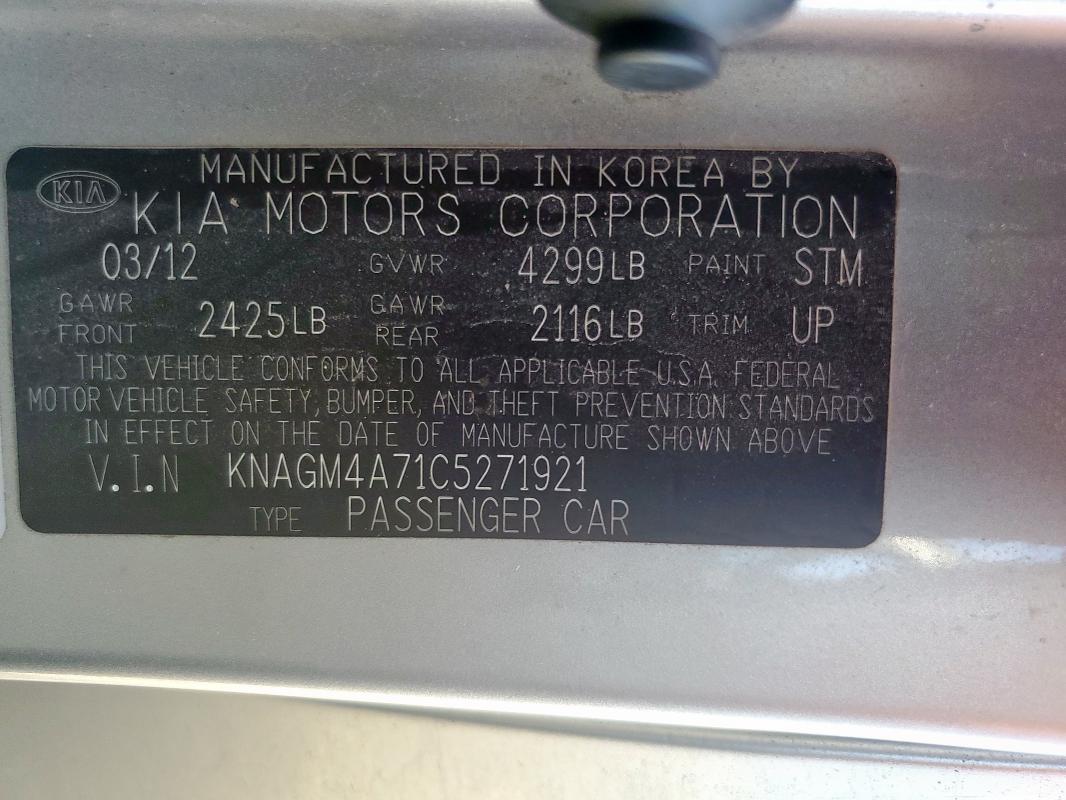 MANUFACTURED IN KOREA BY
KIA KIA MOTORS CORPORATION
03/12 GVWR 4299LB PAINT STM
GAWR FRONT 2425LB GAWR REAR 2116LB TRIM UP
THIS VEHICLE CONFORMS TO ALL APPLICABLE U.S.A. FEDERAL
MOTOR VEHICLE SAFETY, BUMPER, AND THEFT PREVENTION STANDARDS
IN EFFECT ON THE DATE OF MANUFACTURE SHOWN ABOVE
V.I.N KNAGM4A71C5271921
TYPE PASSENGER CAR